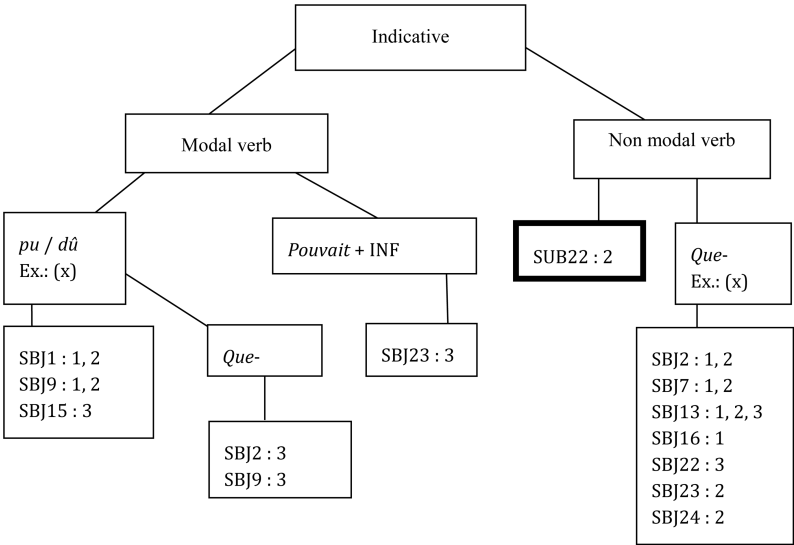 Indicative
Modal verb
Non modal verb
pu / dû
Ex.: (x)
Pouvait + INF
SUB22 : 2
Que-
Ex.: (x)
SBJ1 : 1, 2
SBJ9 : 1, 2
SBJ15 : 3
Que-
SBJ23 : 3
SBJ2 : 1, 2
SBJ7 : 1, 2
SBJ13 : 1, 2, 3
SBJ16 : 1
SBJ22 : 3
SBJ23 : 2
SBJ24 : 2
SBJ2 : 3
SBJ9 : 3